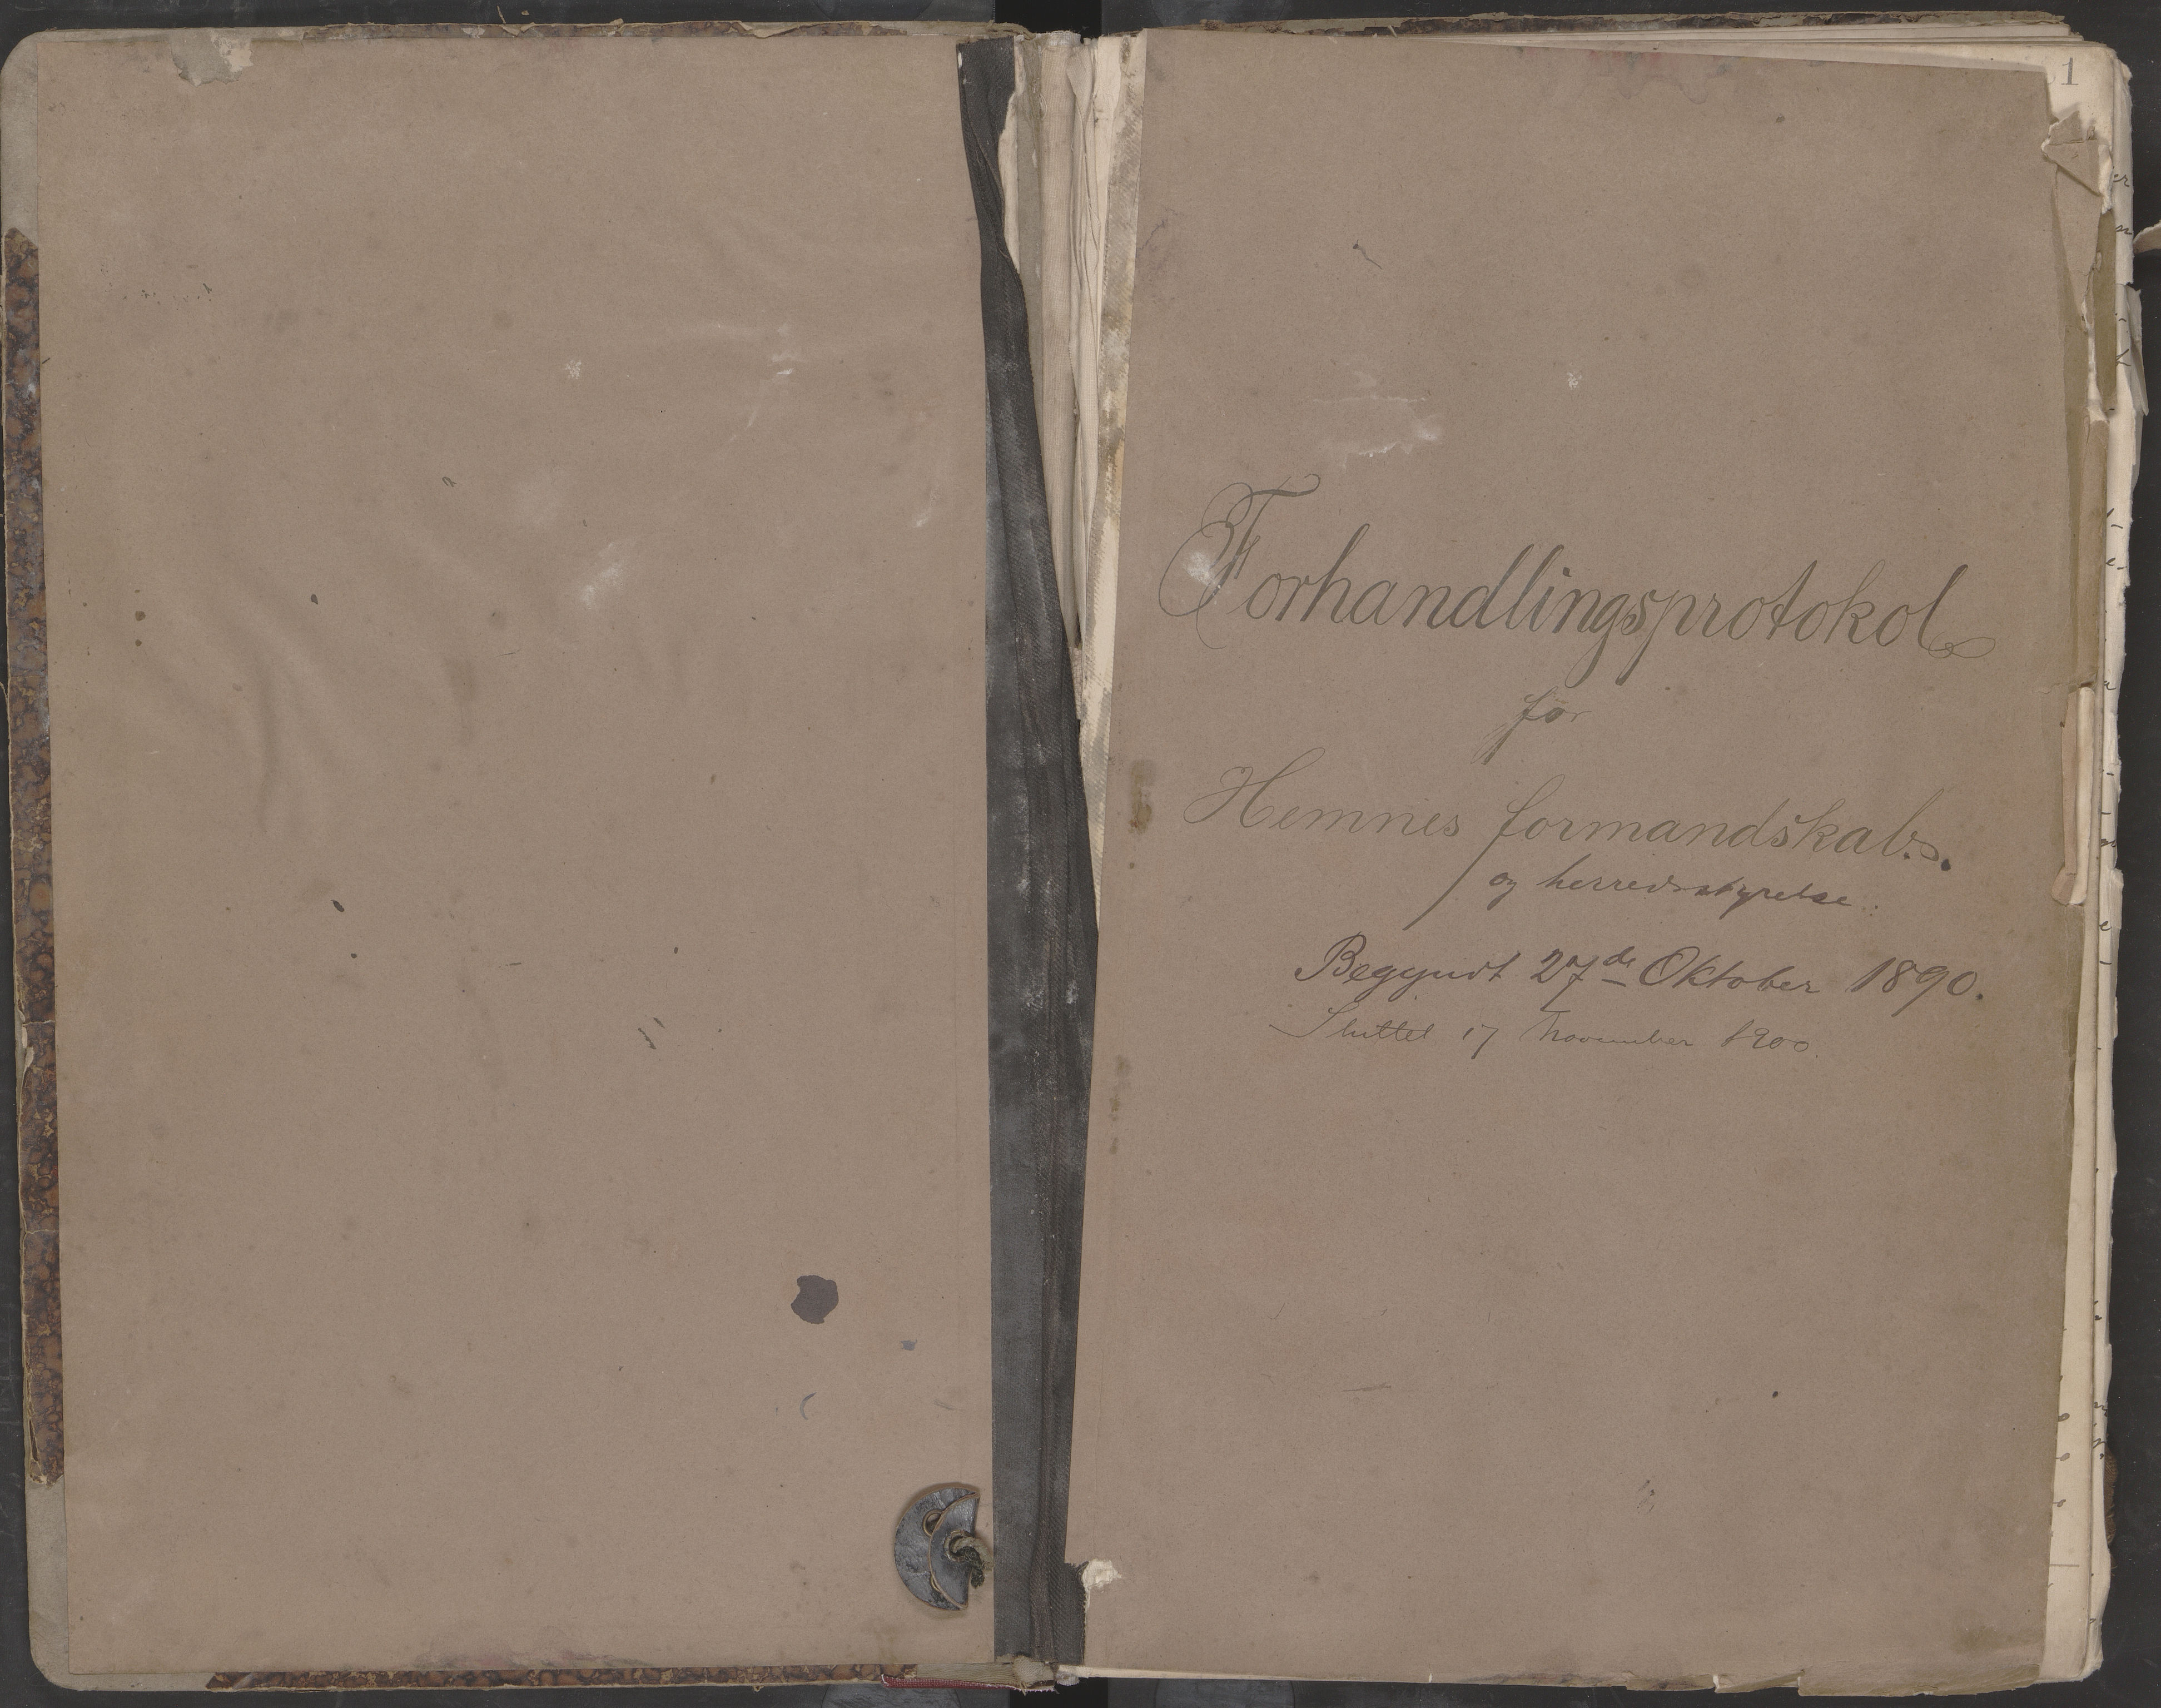 1
Forhandlingsprotokol
for
Hemnes formandskab.
og herredsstyrelse.
Begyndt 27de Oktober 1890.
Sluttet 17 November 1900.